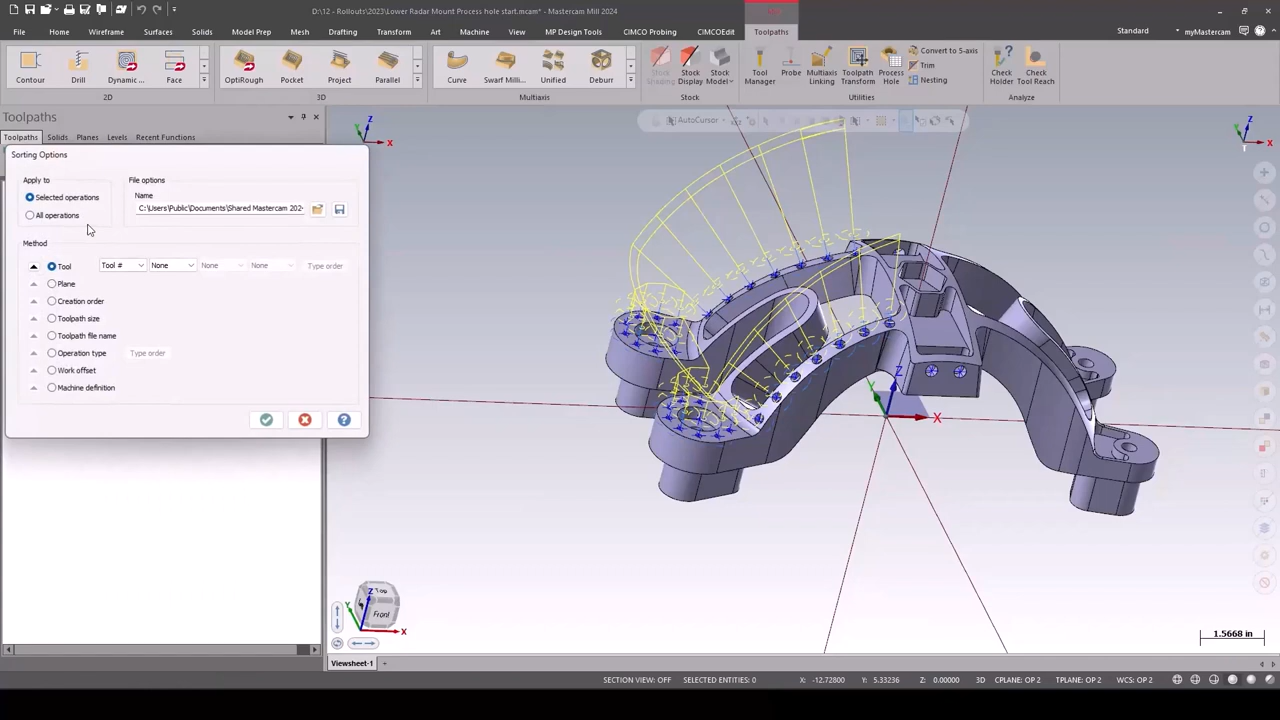 D:\12 - Rollouts\2023\Lower Radar Mount Process hole start.mcam* - Mastercam Mill 2024
File Home Wireframe Surfaces Solids Model Prep Mesh Drafting Transform Art Machine View MP Design Tools CIMCO Probing CIMCOEdit Toolpaths Standard myMastercam
Contour Drill Dynamic ... Face OptiRough Pocket Project Parallel Curve Swarf Milli... Unified Deburr
Stock Shading Stock Display Stock Model Tool Manager Probe Multiaxis Linking Toolpath Transform Process Hole
Convert to 5-axis
Trim
Nesting
Check Holder Check Tool Reach
2D 3D Multiaxis Stock Utilities Analyze
Toolpaths
Toolpaths Solids Planes Levels Recent Functions
AutoCursor
Sorting Options
Apply to File options
Selected operations Name
All operations C:\Users\Public\Documents\Shared Mastercam 202
Method
Tool Tool # None None None Type order
Plane
Creation order
Toolpath size
Toolpath file name
Operation type Type order
Work offset
Machine definition
Z
X
Z
X
T
Z
Y
X
Top
Front
Z
Y
X
1.5668 in
Viewsheet-1 +
SECTION VIEW: OFF SELECTED ENTITIES: 0 X: -12.72800 Y: 5.33236 Z: 0.00000 3D CPLANE: OP 2 TPLANE: OP 2 WCS: OP 2